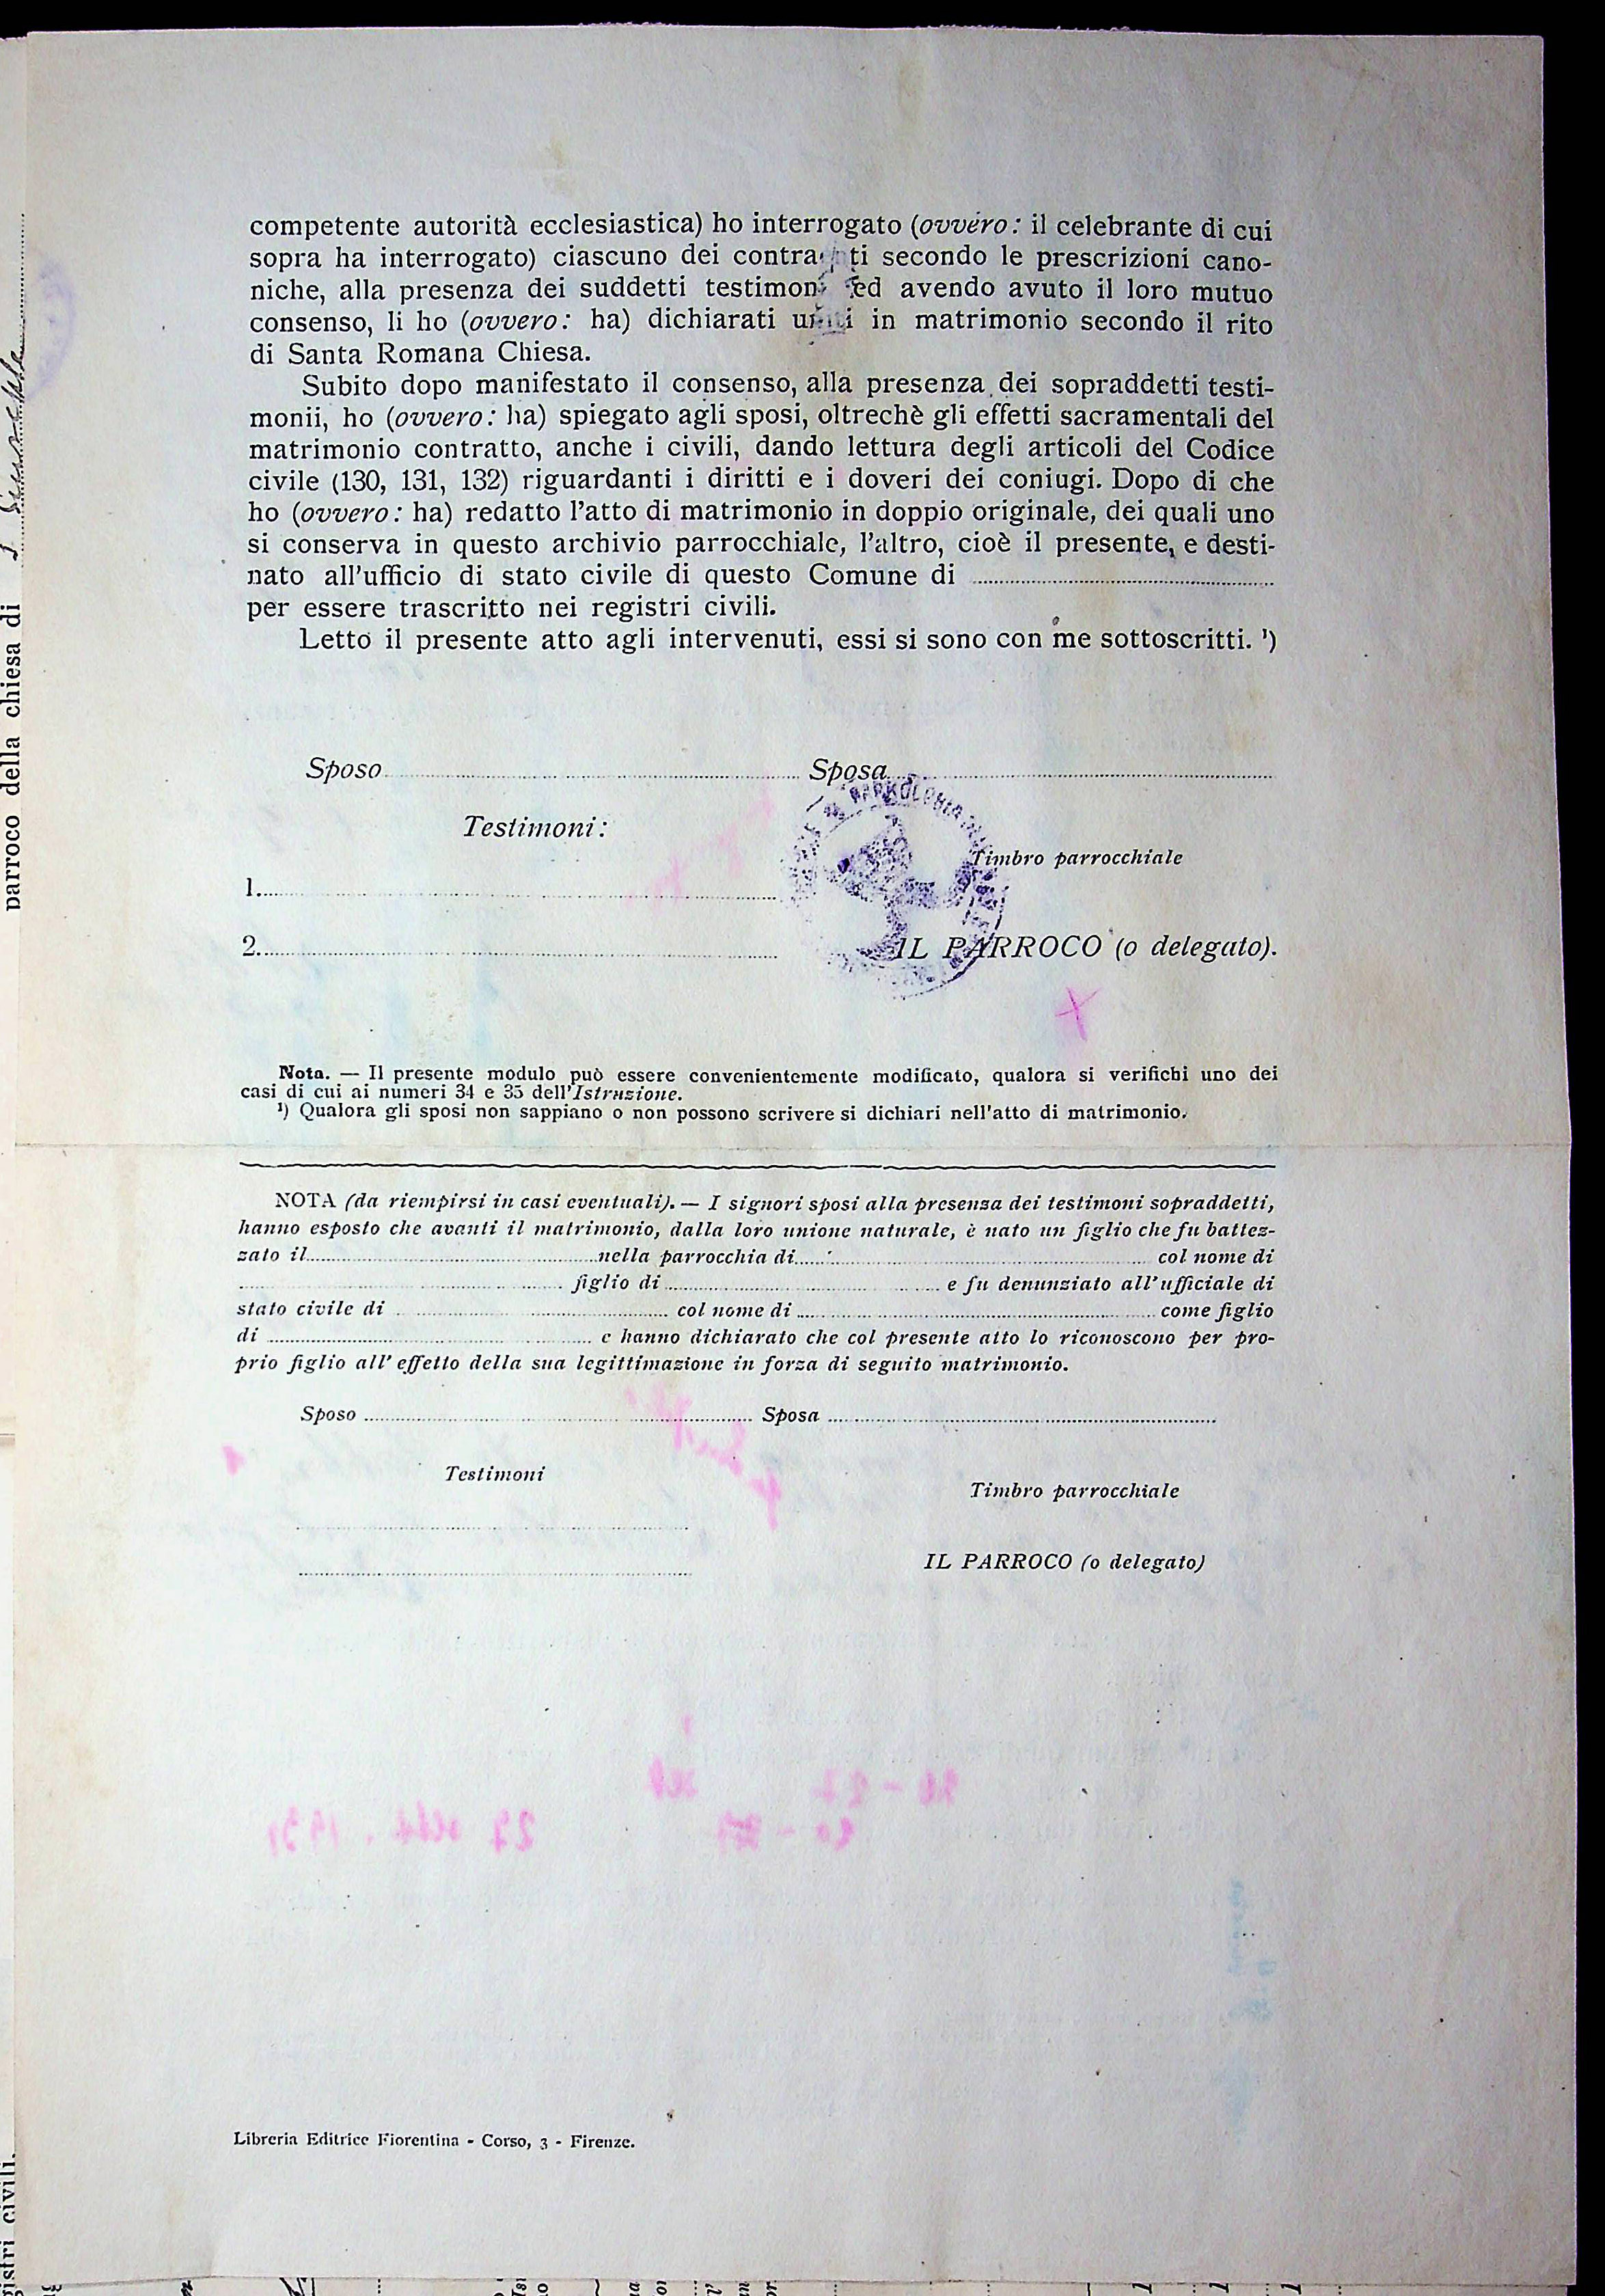 competente autorità ecclesiastica) ho interrogato (ovvero: il celebrante di cui
sopra ha interrogato) ciascuno dei contra ti secondo le prescrizioni cano-
niche, alla presenza dei suddetti testimoni ed avendo avuto il loro mutuo
consenso, li ho (ovvero: ha) dichiarati uniti in matrimonio secondo il rito
di Santa Romana Chiesa.
Subito dopo manifestato il consenso, alla presenza dei sopraddetti testi-
monii, ho (ovvero: ha) spiegato agli sposi, oltrechè gli effetti sacramentali del
matrimonio contratto, anche i civili, dando lettura degli articoli del Codice
civile (130, 131, 132) riguardanti i diritti e i doveri dei coniugi. Dopo di che
ho (ovvero: ha) redatto l'atto di matrimonio in doppio originale, dei quali uno
si conserva in questo archivio parrocchiale, l'altro, cioè il presente, e desti-
nato all'ufficio di stato civile di questo Comune di
per essere trascritto nei registri civili.
Letto il presente atto agli intervenuti, essi si sono con me sottoscritti. ¹)
Sposo Sposa
Testimoni:
Timbro parrocchiale
1.
2. IL PARROCO (o delegato).
Nota. — Il presente modulo può essere convenientemente modificato, qualora si verifichi uno dei
casi di cui ai numeri 34 e 35 dell'Istruzione.
¹) Qualora gli sposi non sappiano o non possono scrivere si dichiari nell'atto di matrimonio.
NOTA (da riempirsi in casi eventuali). — I signori sposi alla presenza dei testimoni sopraddetti,
hanno esposto che avanti il matrimonio, dalla loro unione naturale, è nato un figlio che fu battez-
zato il nella parrocchia di col nome di
figlio di e fu denunziato all'ufficiale di
stato civile di col nome di come figlio
di e hanno dichiarato che col presente atto lo riconoscono per pro-
prio figlio all'effetto della sua legittimazione in forza di seguito matrimonio.
Sposo Sposa
Testimoni
Timbro parrocchiale
IL PARROCO (o delegato)
Libreria Editrice Fiorentina - Corso, 3 - Firenze.
parroco della chiesa di